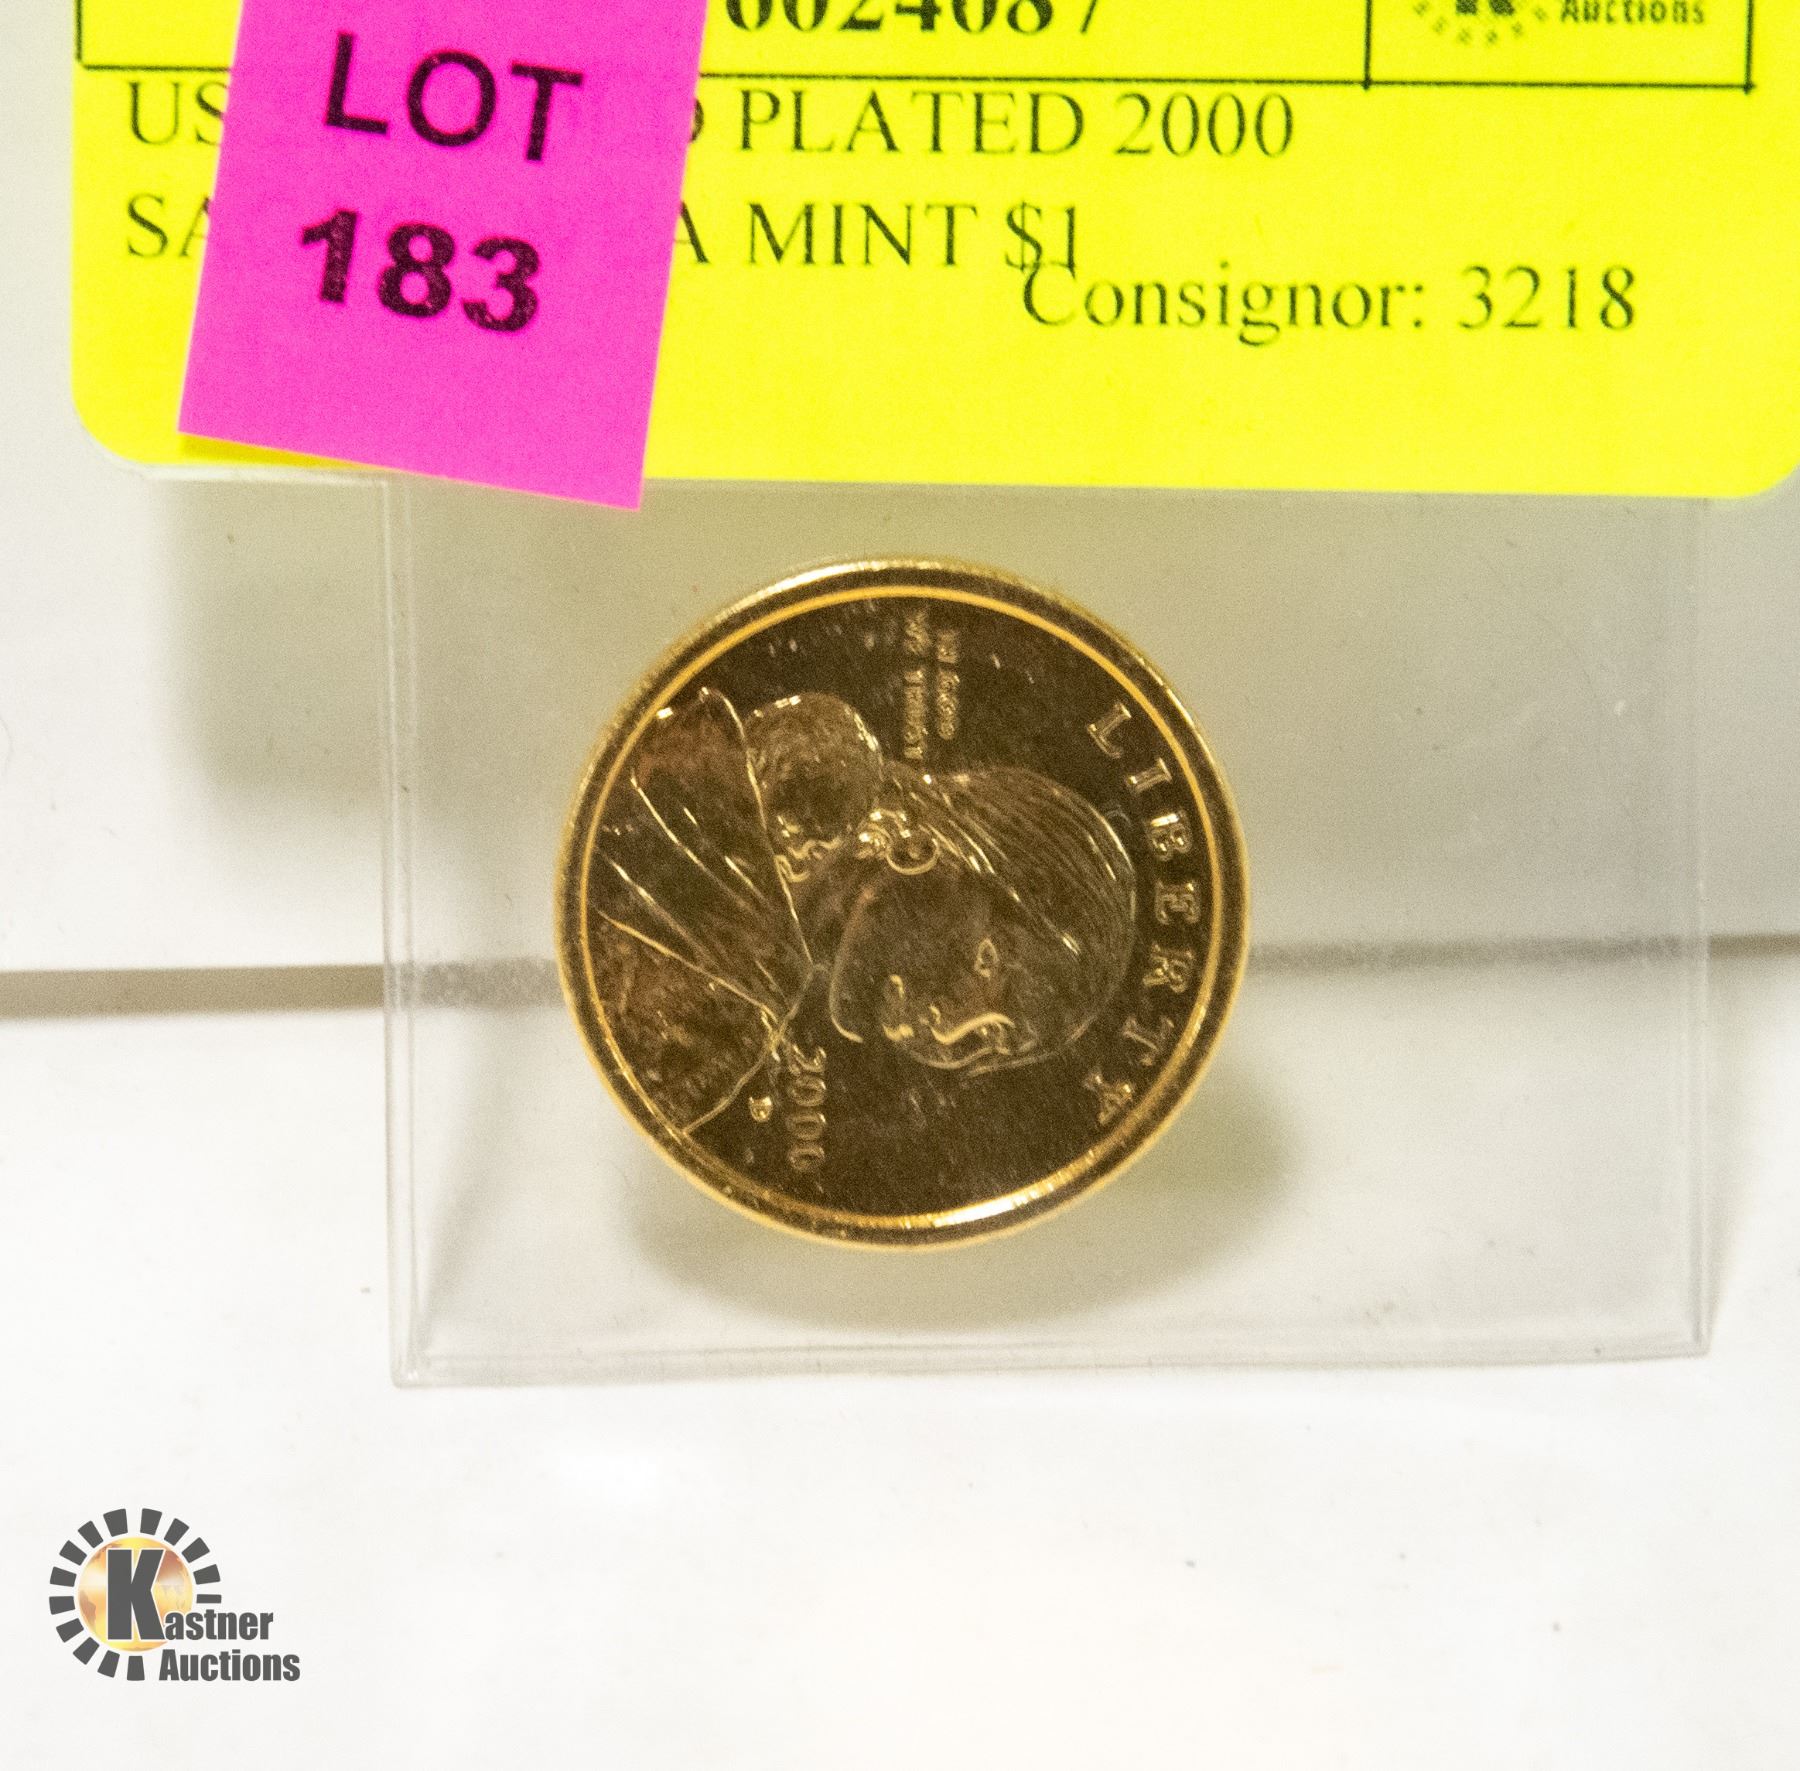 0024087
Auctions
LOT
183
US PLATED 2000
SA A MINT $1
Consignor: 3218
IN GOD
WE TRUST
LIBERTY
2000
Kastner
Auctions